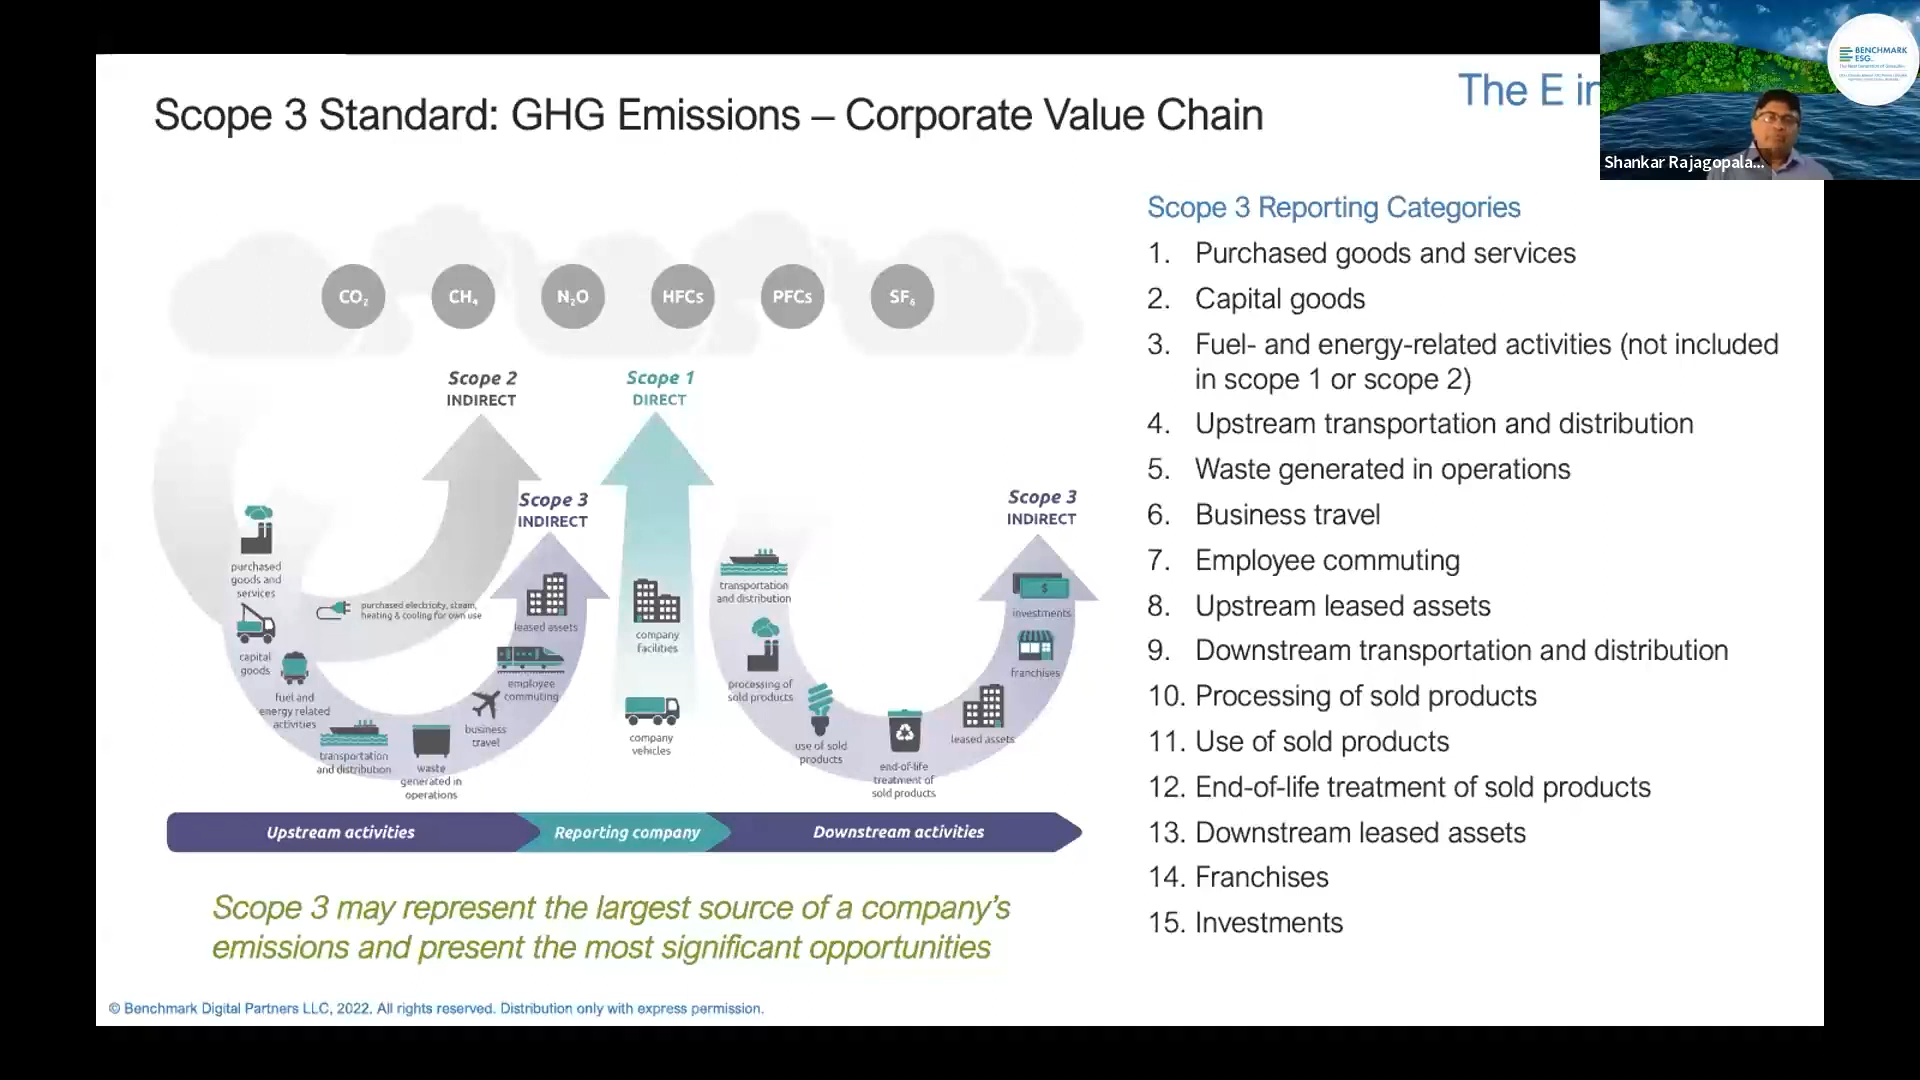 The E in
Scope 3 Standard: GHG Emissions – Corporate Value Chain
BENCHMARK
ESG
Shankar Rajagopala...
CO₂
CH₄
N₂O
HFCs
PFCs
SF₆
Scope 2
INDIRECT
Scope 1
DIRECT
Scope 3
INDIRECT
Scope 3
INDIRECT
purchased
goods and
services
purchased electricity, steam,
heating & cooling for own use
capital
goods
fuel and
energy related
activities
transportation
and distribution
waste
generated in
operations
business
travel
employee
commuting
leased assets
company
facilities
company
vehicles
transportation
and distribution
processing of
sold products
use of sold
products
end-of-life
treatment of
sold products
leased assets
franchises
investments
$
Upstream activities
Reporting company
Downstream activities
Scope 3 may represent the largest source of a company's
emissions and present the most significant opportunities
Scope 3 Reporting Categories
1. Purchased goods and services
2. Capital goods
3. Fuel- and energy-related activities (not included
in scope 1 or scope 2)
4. Upstream transportation and distribution
5. Waste generated in operations
6. Business travel
7. Employee commuting
8. Upstream leased assets
9. Downstream transportation and distribution
10. Processing of sold products
11. Use of sold products
12. End-of-life treatment of sold products
13. Downstream leased assets
14. Franchises
15. Investments
© Benchmark Digital Partners LLC, 2022. All rights reserved. Distribution only with express permission.